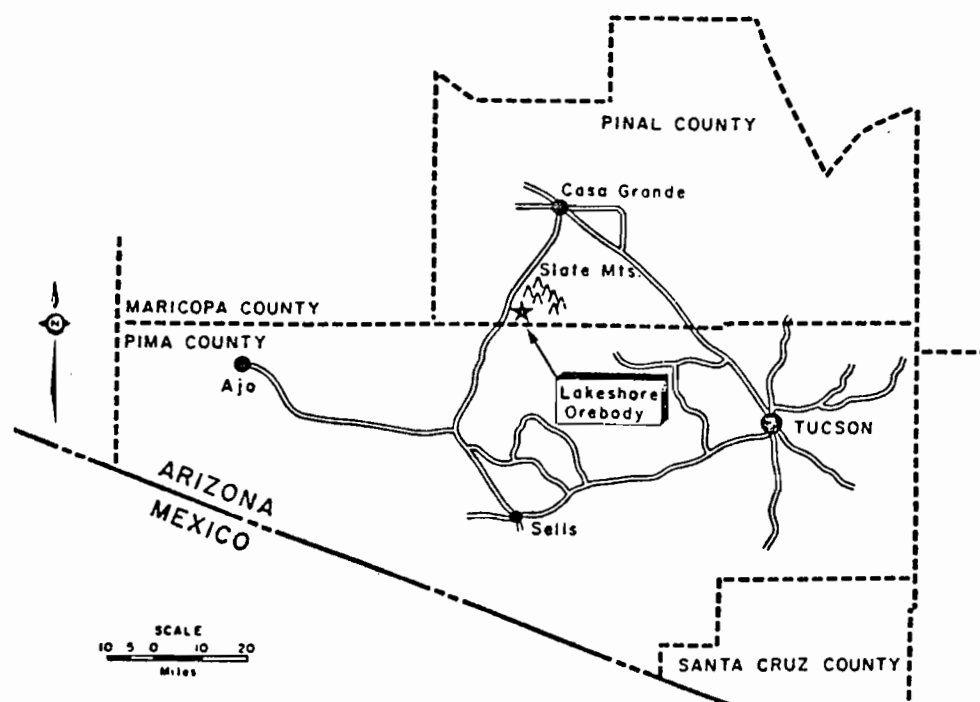 PINAL COUNTY
Casa Grande
Slate Mts.
N
MARICOPA COUNTY
PIMA COUNTY
Ajo
Lakeshore
Orebody
TUCSON
ARIZONA
MEXICO
Sells
SCALE
10 5 0 10 20
Miles
SANTA CRUZ COUNTY